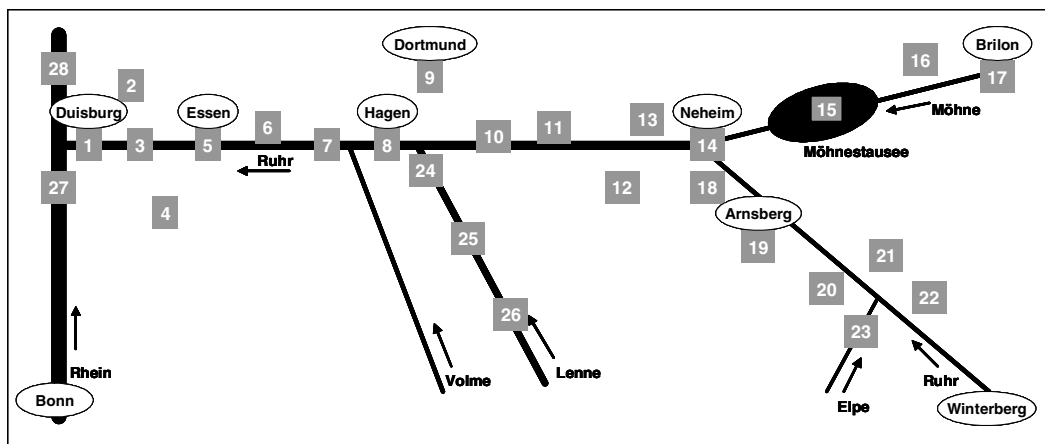 Dortmund
Brilon
28
2
9
16
17
Duisburg
Essen
Hagen
Neheim
15
Möhne
1
3
5
6
7
8
10
11
13
14
Möhnestausee
Ruhr
27
4
24
12
18
Arnsberg
25
19
21
20
22
26
23
Rhein
Volme
Lenne
Elpe
Ruhr
Bonn
Winterberg